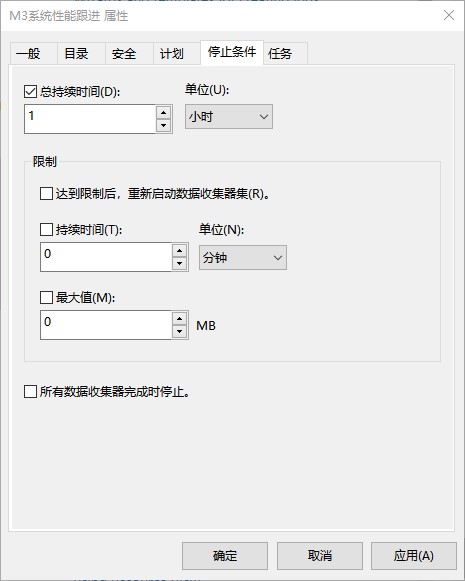 M3系统性能跟进 属性
一般 目录 安全 计划 停止条件 任务
总持续时间(D): 单位(U):
1 小时
限制
达到限制后，重新启动数据收集器集(R)。
持续时间(T): 单位(N):
0 分钟
最大值(M):
0 MB
所有数据收集器完成时停止。
确定 取消 应用(A)